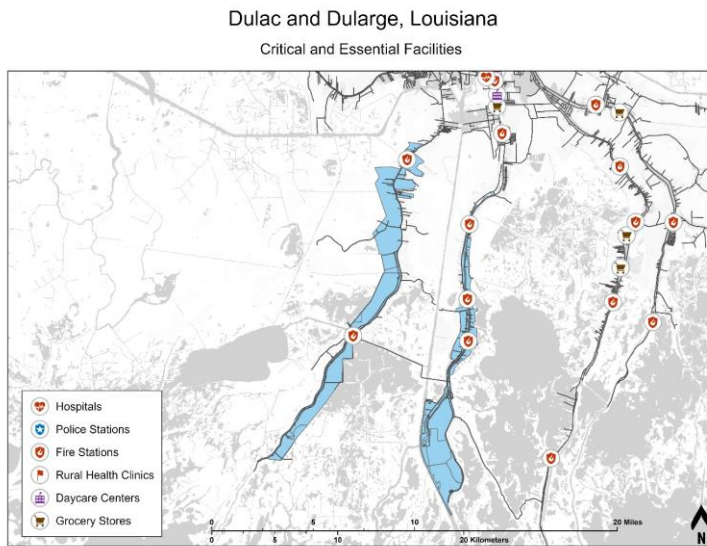 Dulac and Dularge, Louisiana
Critical and Essential Facilities
Hospitals
Police Stations
Fire Stations
Rural Health Clinics
Daycare Centers
Grocery Stores
0 5 10 20 Miles
0 5 10 20 Kilometers
N